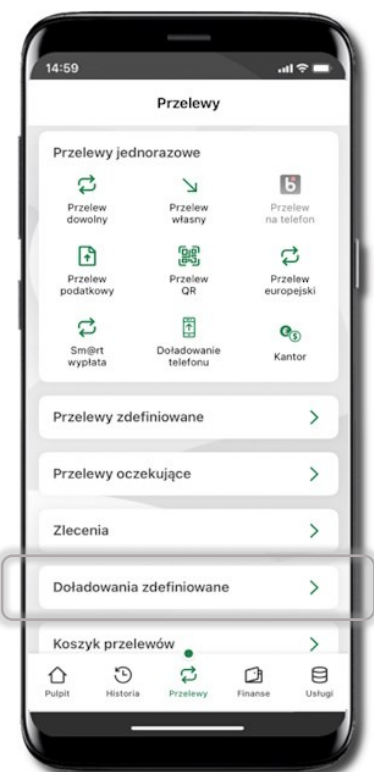 14:59
Przelewy
Przelewy jednorazowe
Przelew
dowolny
Przelew
własny
Przelew
na telefon
Przelew
podatkowy
Przelew
QR
Przelew
europejski
Sm@rt
wypłata
Doładowanie
telefonu
Kantor
Przelewy zdefiniowane
Przelewy oczekujące
Zlecenia
Doładowania zdefiniowane
Koszyk przelewów
Pulpit
Historia
Przelewy
Finanse
Usługi